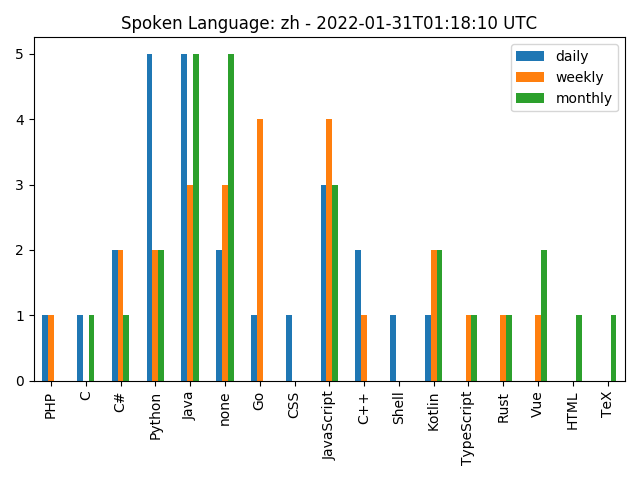 Spoken Language: zh - 2022-01-31T01:18:10 UTC
daily
weekly
monthly
5
4
3
2
1
0
PHP
C
C#
Python
Java
none
Go
CSS
JavaScript
C++
Shell
Kotlin
TypeScript
Rust
Vue
HTML
TeX